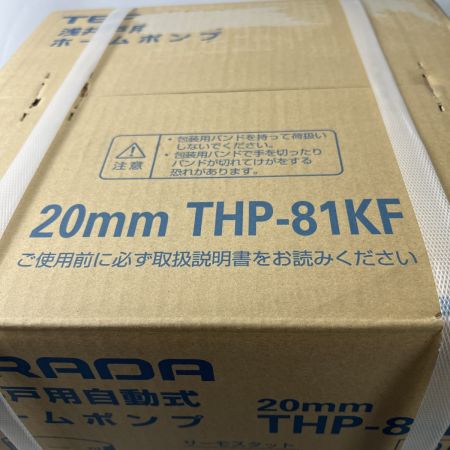 浅井戸用
ホームポンプ
・包装用バンドを持って荷扱い
しないでください。
・包装用バンドで手を切ったり
バンドが切れてけがをする
恐れがあります。
注意
20mm THP-81KF
ご使用前に必ず取扱説明書をお読みください
RADA
戸用自動式
ームポンプ
20mm
THP-8